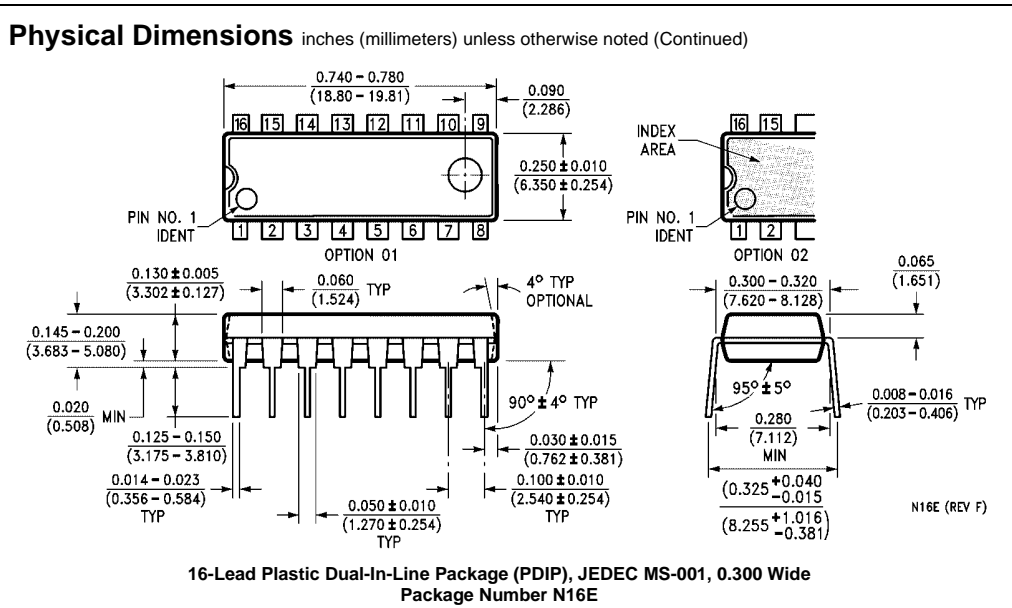 Physical Dimensions inches (millimeters) unless otherwise noted (Continued)
0.740 – 0.780
(18.80 – 19.81)
0.090
(2.286)
16 15 14 13 12 11 10 9
INDEX
AREA
16 15
0.250 ± 0.010
(6.350 ± 0.254)
PIN NO. 1
IDENT
PIN NO. 1
IDENT
1 2 3 4 5 6 7 8
1 2
OPTION 01
OPTION 02
0.065
(1.651)
0.130 ± 0.005
(3.302 ± 0.127)
0.060
(1.524) TYP
4° TYP
OPTIONAL
0.300 – 0.320
(7.620 – 8.128)
0.145 – 0.200
(3.683 – 5.080)
0.020
(0.508) MIN
90° ± 4° TYP
95° ± 5°
0.008 – 0.016
(0.203 – 0.406) TYP
0.280
(7.112)
MIN
0.125 – 0.150
(3.175 – 3.810)
0.030 ± 0.015
(0.762 ± 0.381)
0.014 – 0.023
(0.356 – 0.584)
TYP
0.050 ± 0.010
(1.270 ± 0.254)
TYP
0.100 ± 0.010
(2.540 ± 0.254)
TYP
(0.325 +0.040
–0.015
(8.255 +1.016
–0.381)
N16E (REV F)
16-Lead Plastic Dual-In-Line Package (PDIP), JEDEC MS-001, 0.300 Wide
Package Number N16E